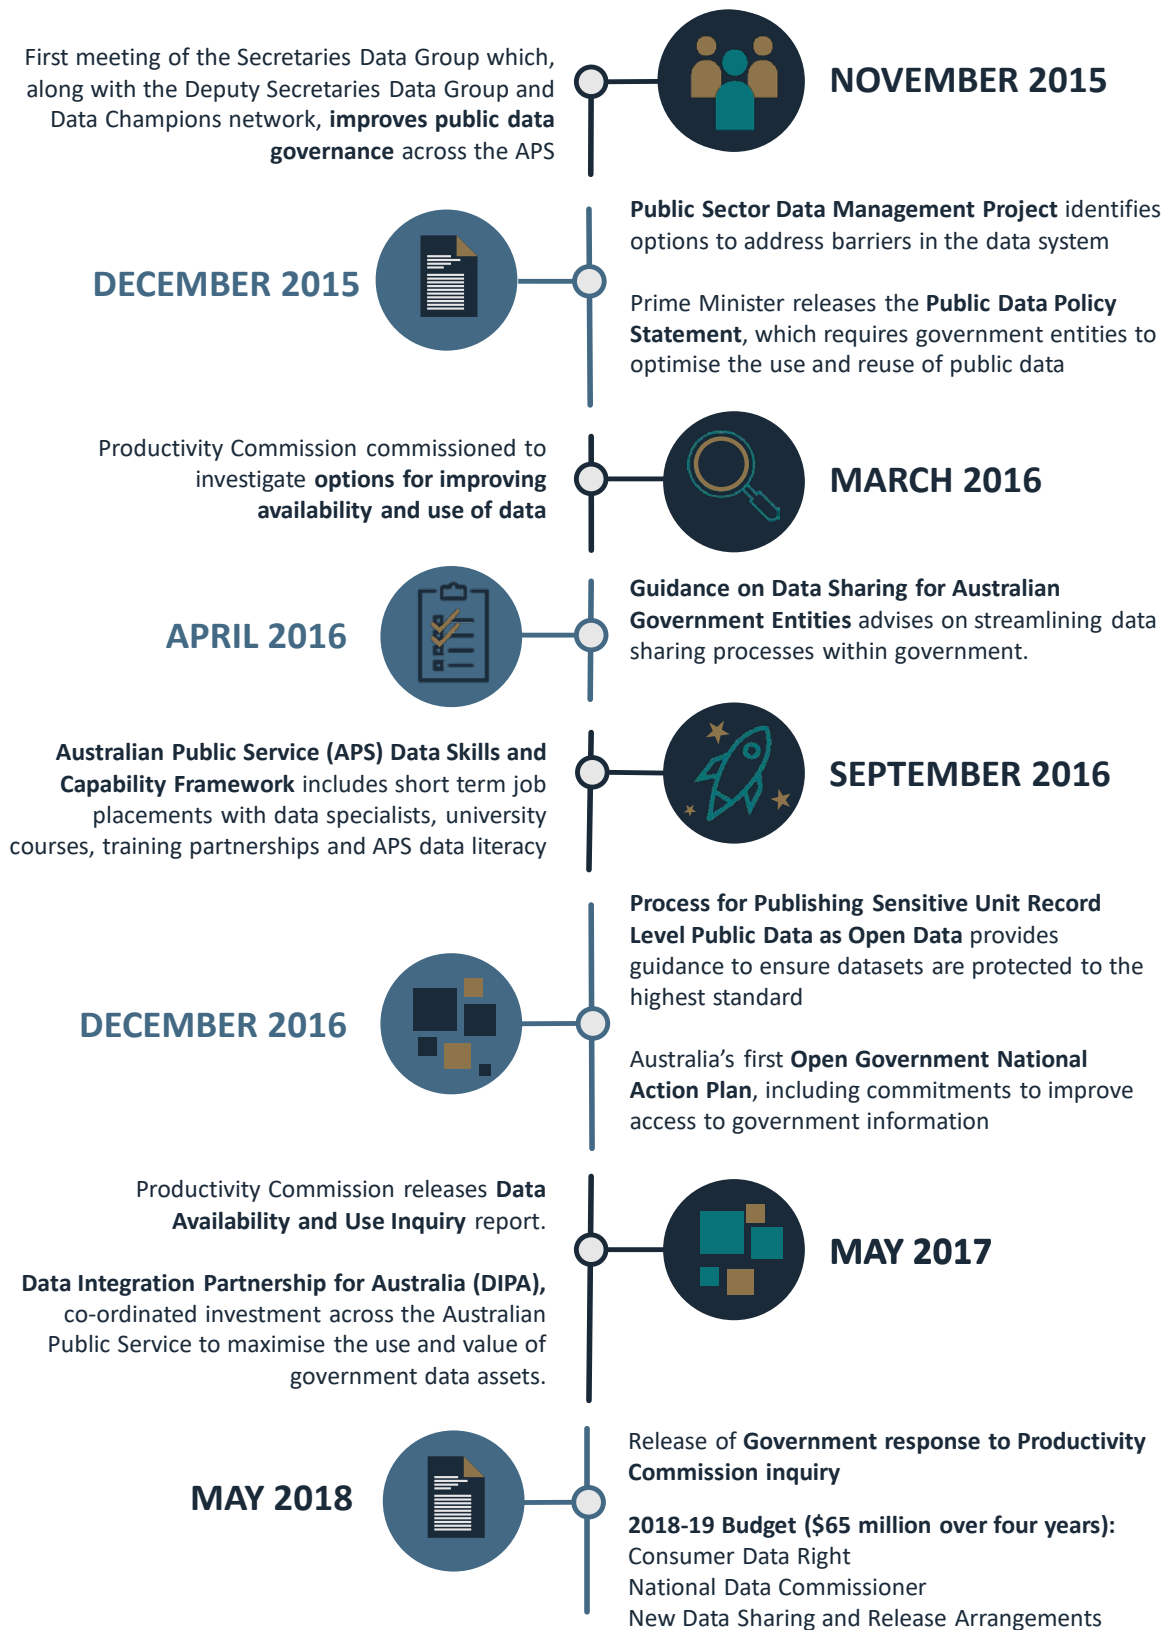 First meeting of the Secretaries Data Group which,
along with the Deputy Secretaries Data Group and
Data Champions network, improves public data
governance across the APS
NOVEMBER 2015
DECEMBER 2015
Public Sector Data Management Project identifies
options to address barriers in the data system
Prime Minister releases the Public Data Policy
Statement, which requires government entities to
optimise the use and reuse of public data
Productivity Commission commissioned to
investigate options for improving
availability and use of data
MARCH 2016
APRIL 2016
Guidance on Data Sharing for Australian
Government Entities advises on streamlining data
sharing processes within government.
Australian Public Service (APS) Data Skills and
Capability Framework includes short term job
placements with data specialists, university
courses, training partnerships and APS data literacy
SEPTEMBER 2016
DECEMBER 2016
Process for Publishing Sensitive Unit Record
Level Public Data as Open Data provides
guidance to ensure datasets are protected to the
highest standard
Australia's first Open Government National
Action Plan, including commitments to improve
access to government information
Productivity Commission releases Data
Availability and Use Inquiry report.
Data Integration Partnership for Australia (DIPA),
co-ordinated investment across the Australian
Public Service to maximise the use and value of
government data assets.
MAY 2017
MAY 2018
Release of Government response to Productivity
Commission inquiry
2018-19 Budget ($65 million over four years):
Consumer Data Right
National Data Commissioner
New Data Sharing and Release Arrangements